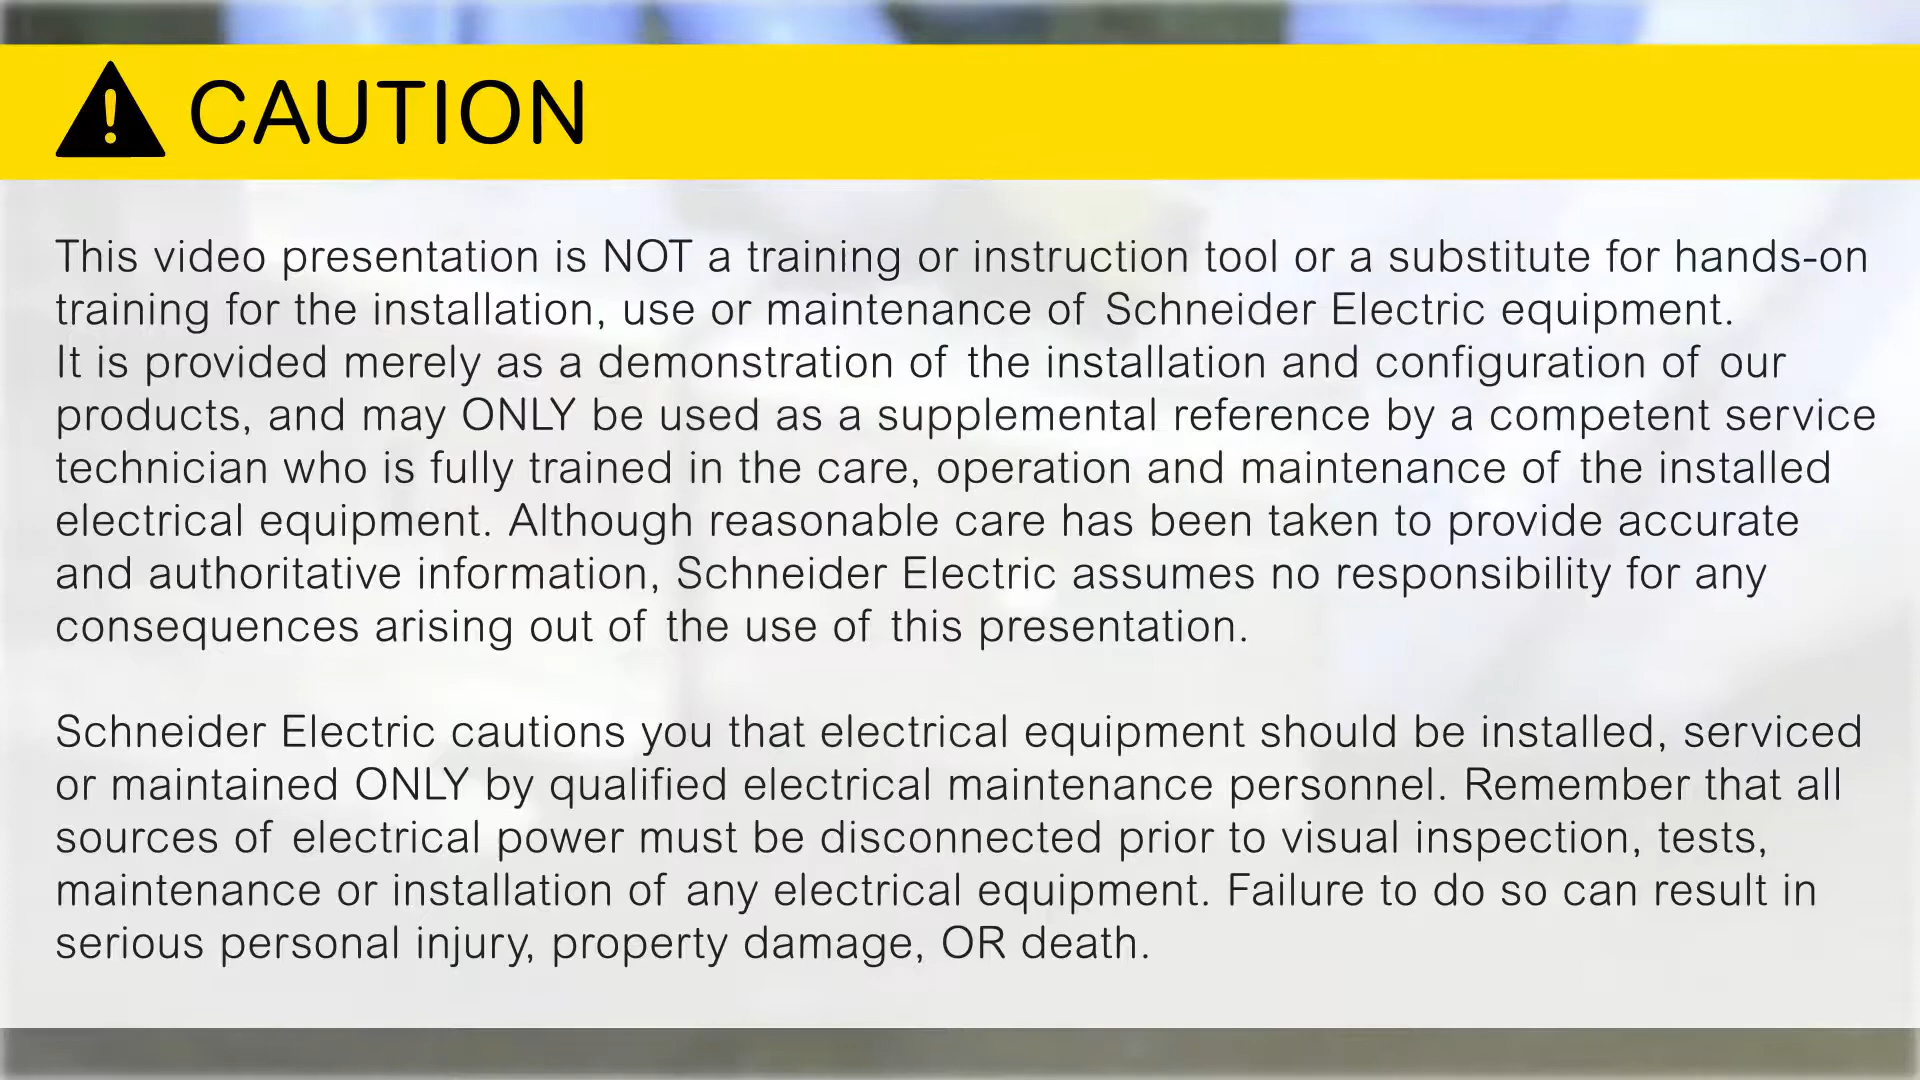 CAUTION
This video presentation is NOT a training or instruction tool or a substitute for hands-on
training for the installation, use or maintenance of Schneider Electric equipment.
It is provided merely as a demonstration of the installation and configuration of our
products, and may ONLY be used as a supplemental reference by a competent service
technician who is fully trained in the care, operation and maintenance of the installed
electrical equipment. Although reasonable care has been taken to provide accurate
and authoritative information, Schneider Electric assumes no responsibility for any
consequences arising out of the use of this presentation.
Schneider Electric cautions you that electrical equipment should be installed, serviced
or maintained ONLY by qualified electrical maintenance personnel. Remember that all
sources of electrical power must be disconnected prior to visual inspection, tests,
maintenance or installation of any electrical equipment. Failure to do so can result in
serious personal injury, property damage, OR death.